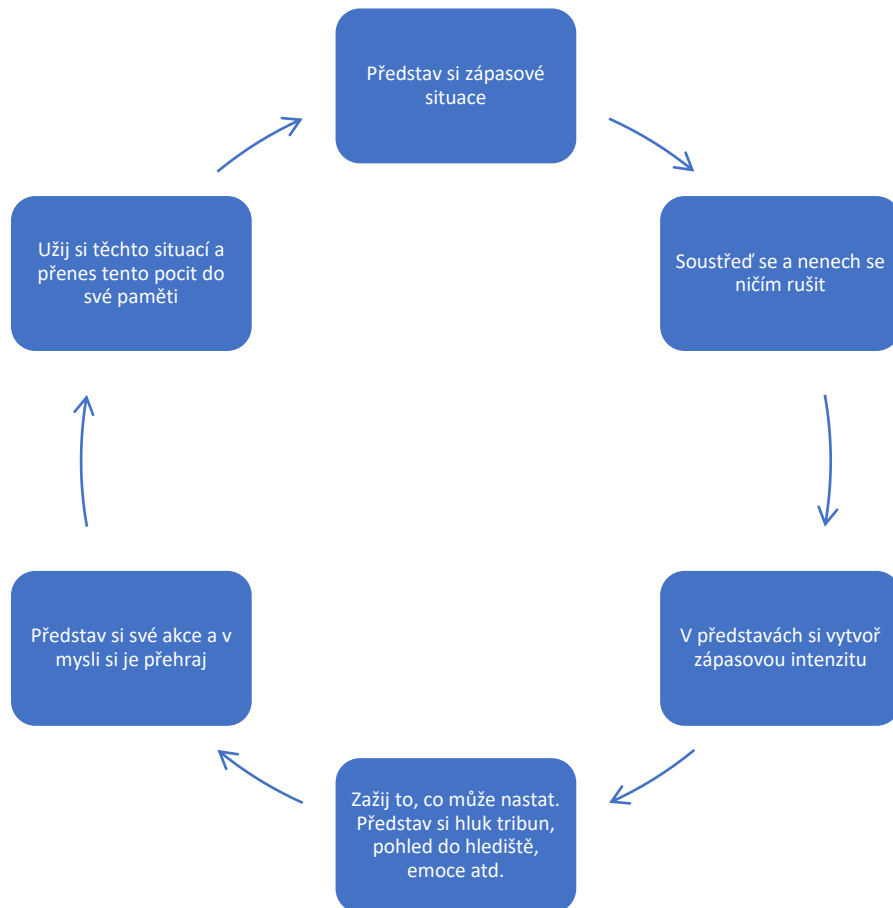 Představ si zápasové
situace
Soustřeď se a nenech se
ničím rušit
V představách si vytvoř
zápasovou intenzitu
Zažij to, co může nastat.
Představ si hluk tribun,
pohled do hlediště,
emoce atd.
Představ si své akce a v
mysli si je přehraj
Užij si těchto situací a
přenes tento pocit do
své paměti